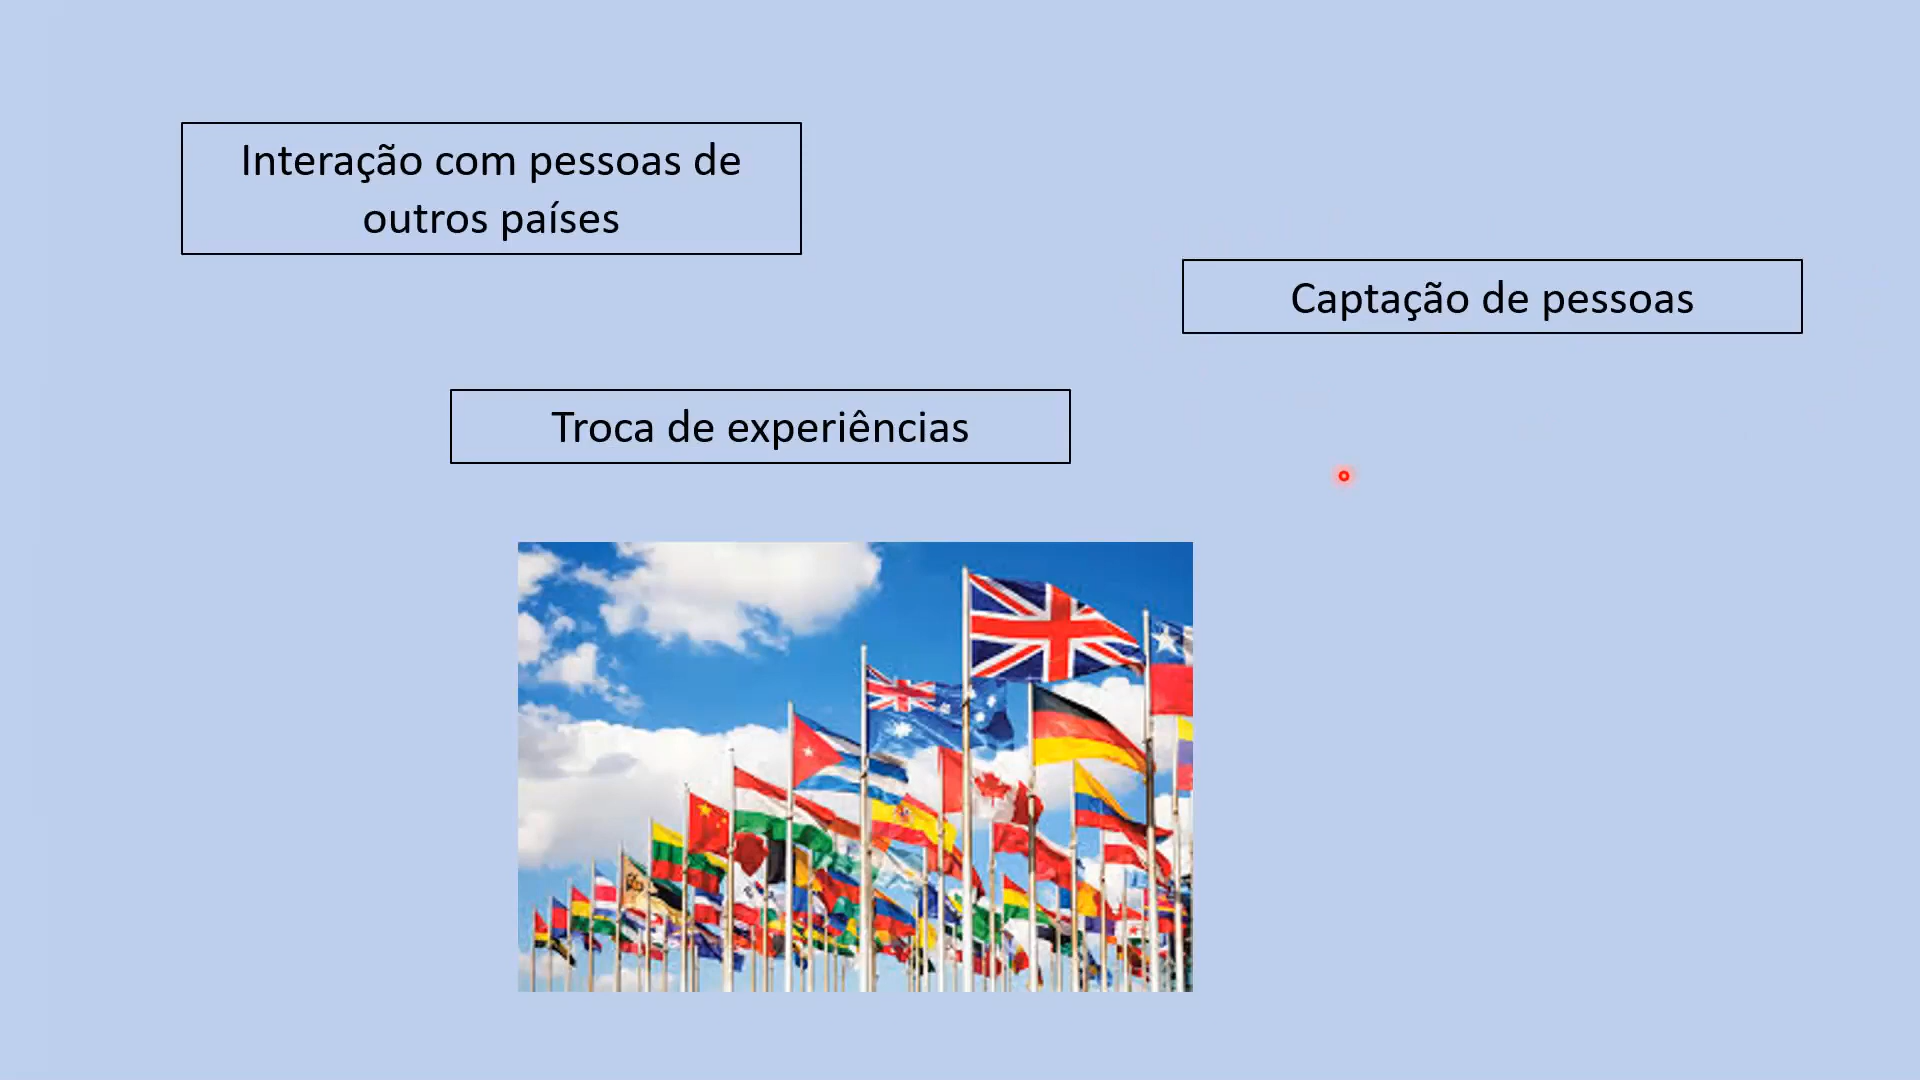 Interação com pessoas de
outros países
Captação de pessoas
Troca de experiências